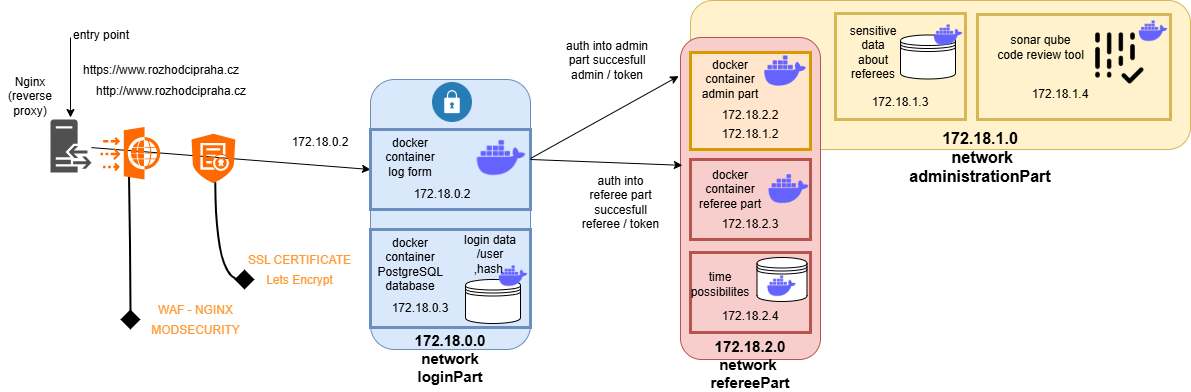 entry point
https://www.rozhodcipraha.cz
http://www.rozhodcipraha.cz
Nginx
(reverse
proxy)
SSL CERTIFICATE
Lets Encrypt
WAF - NGINX
MODSECURITY
172.18.0.2
docker
container
log form
172.18.0.2
docker
container
PostgreSQL
database
172.18.0.3
login data
/user
,hash
172.18.0.0
network
loginPart
auth into admin
part succesfull
admin / token
auth into
referee part
succesfull
referee / token
docker
container
admin part
172.18.2.2
172.18.1.2
docker
container
referee part
172.18.2.3
time
possibilites
172.18.2.4
172.18.2.0
network
refereePart
sensitive
data
about
referees
172.18.1.3
sonar qube
code review tool
172.18.1.4
172.18.1.0
network
administrationPart